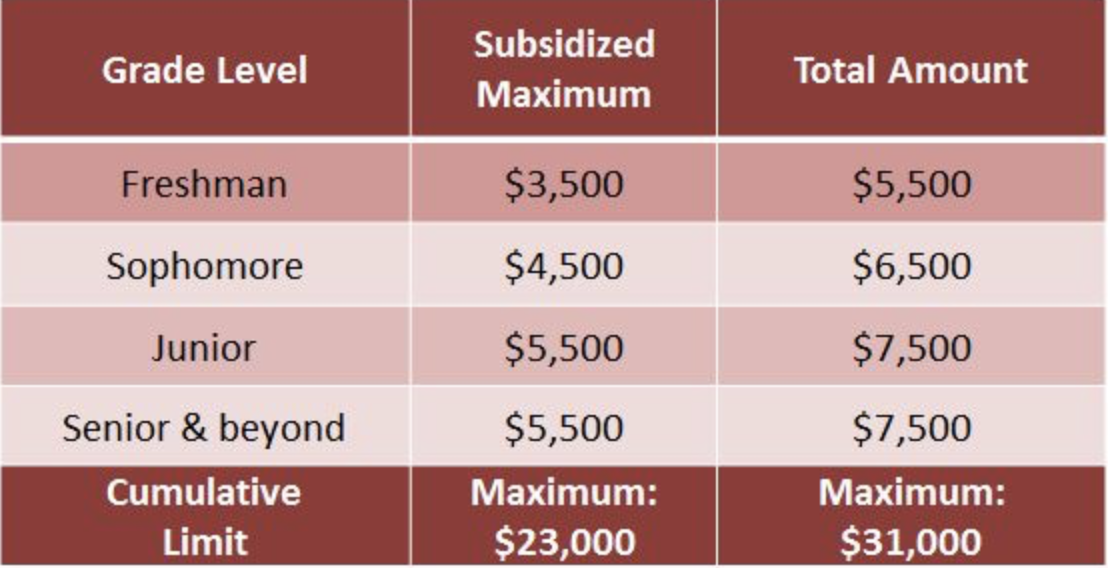 Grade Level
Subsidized
Maximum
Total Amount
Freshman
$3,500
$5,500
Sophomore
$4,500
$6,500
Junior
$5,500
$7,500
Senior & beyond
$5,500
$7,500
Cumulative
Limit
Maximum:
$23,000
Maximum:
$31,000